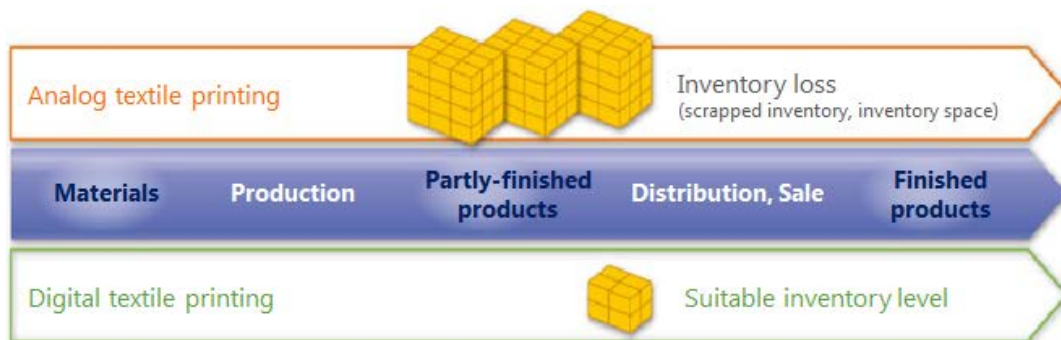 Analog textile printing
Inventory loss
(scrapped inventory, inventory space)
Materials
Production
Partly-finished
products
Distribution, Sale
Finished
products
Digital textile printing
Suitable inventory level